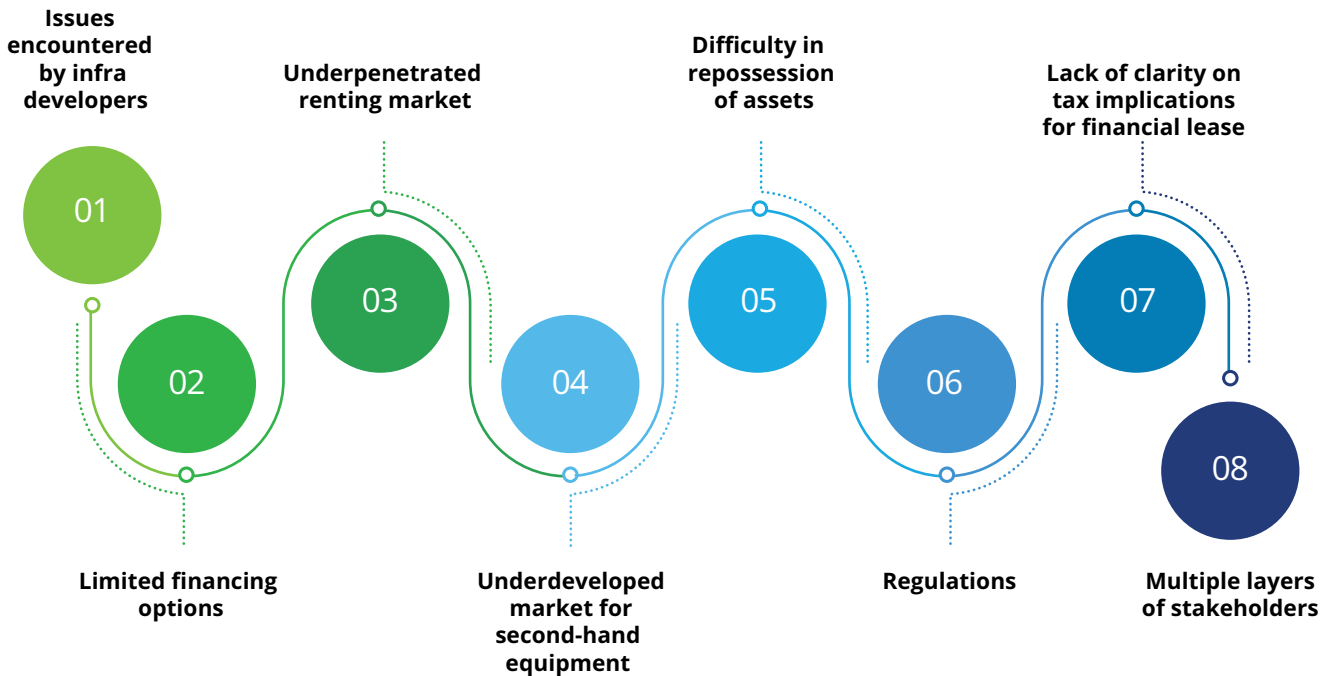 Issues
encountered
by infra
developers
01
Limited financing
options
02
Underpenetrated
renting market
03
Underdeveloped
market for
second-hand
equipment
04
Difficulty in
repossession
of assets
05
Regulations
06
Lack of clarity on
tax implications
for financial lease
07
Multiple layers
of stakeholders
08